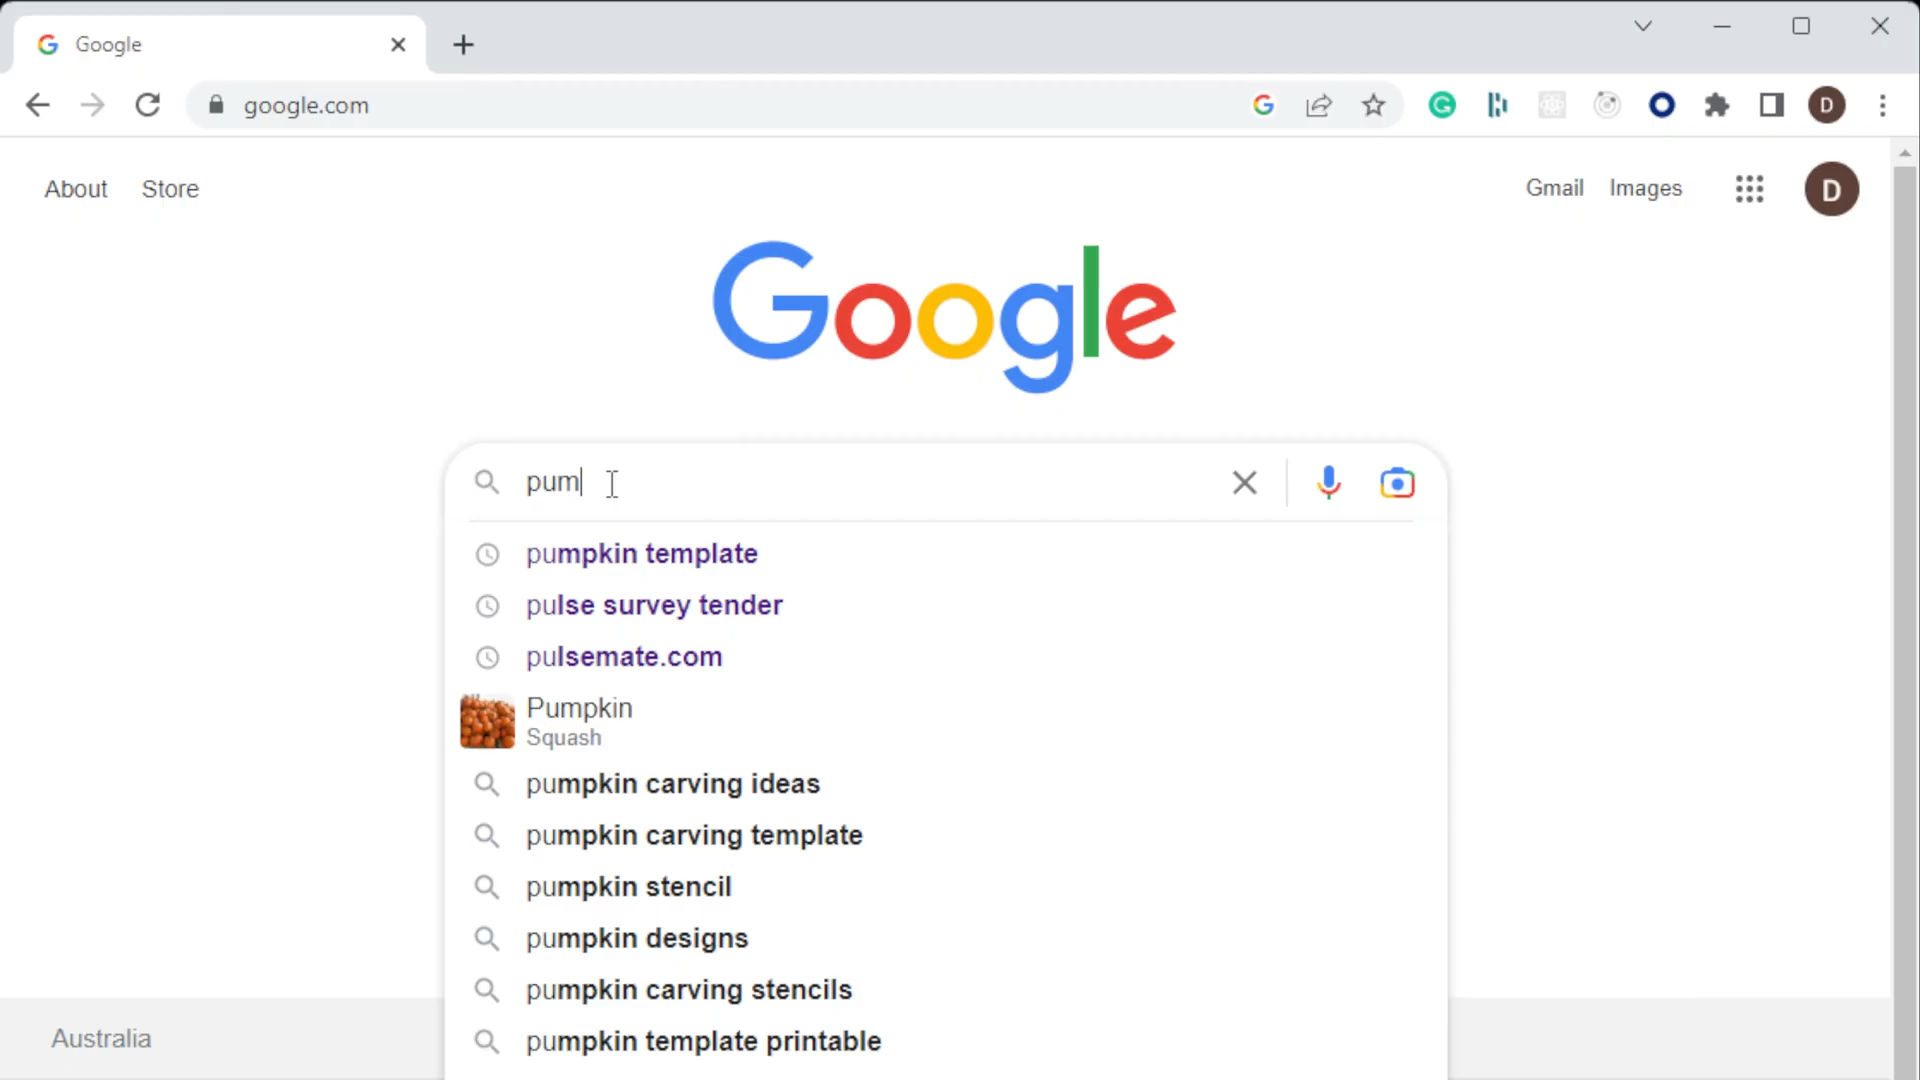 Google
google.com
D
About Store Gmail Images D
Google
pum
pumpkin template
pulse survey tender
pulsemate.com
Pumpkin
Squash
pumpkin carving ideas
pumpkin carving template
pumpkin stencil
pumpkin designs
pumpkin carving stencils
pumpkin template printable
Australia